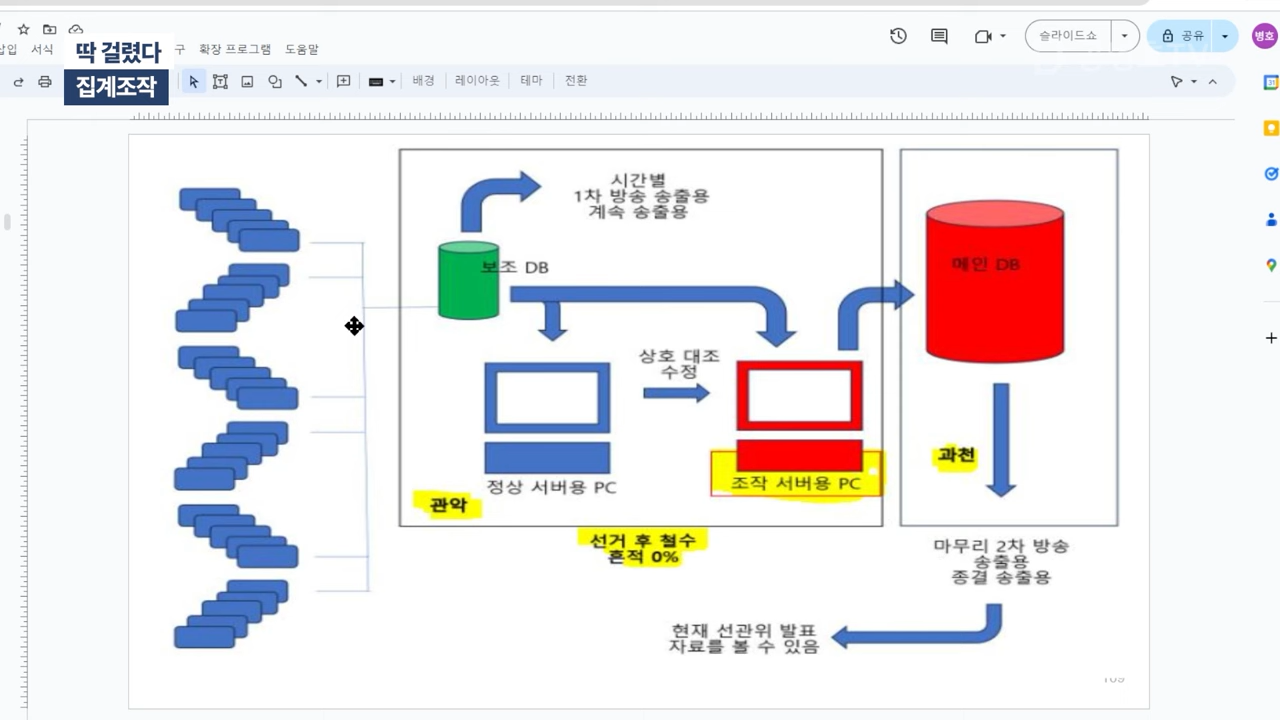 딱 걸렸다
집계조작
삽입 서식 구 확장 프로그램 도움말
슬라이드쇼
공유
병호
배경 레이아웃 테마 전환
31
시간별
1차 방송 송출용
계속 송출용
보조 DB
메인 DB
상호 대조
수정
정상 서버용 PC
조작 서버용 PC
관악
과천
선거 후 철수
흔적 0%
마무리 2차 방송
송출용
종결 송출용
현재 선관위 발표
자료를 볼 수 있음